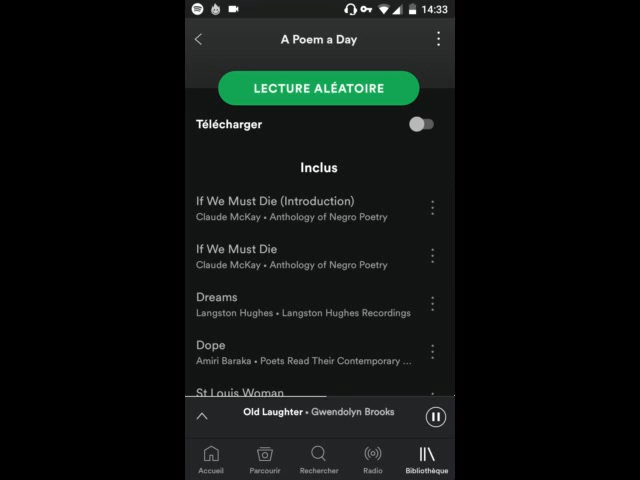 14:33
A Poem a Day
LECTURE ALÉATOIRE
Télécharger
Inclus
If We Must Die (Introduction)
Claude McKay • Anthology of Negro Poetry
If We Must Die
Claude McKay • Anthology of Negro Poetry
Dreams
Langston Hughes • Langston Hughes Recordings
Dope
Amiri Baraka • Poets Read Their Contemporary ...
St Louis Woman
Old Laughter • Gwendolyn Brooks
Accueil Parcourir Rechercher Radio Bibliothèque